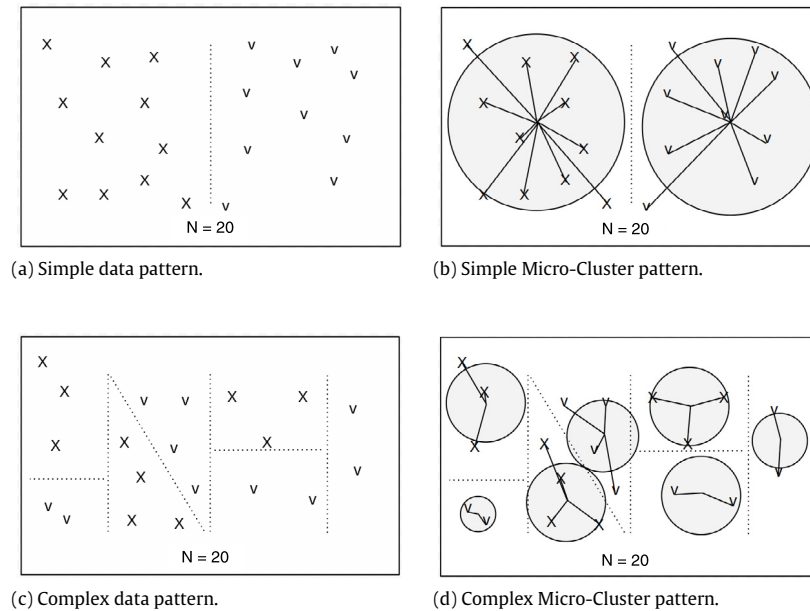 N = 20
N = 20
(a) Simple data pattern.
(b) Simple Micro-Cluster pattern.
N = 20
N = 20
(c) Complex data pattern.
(d) Complex Micro-Cluster pattern.